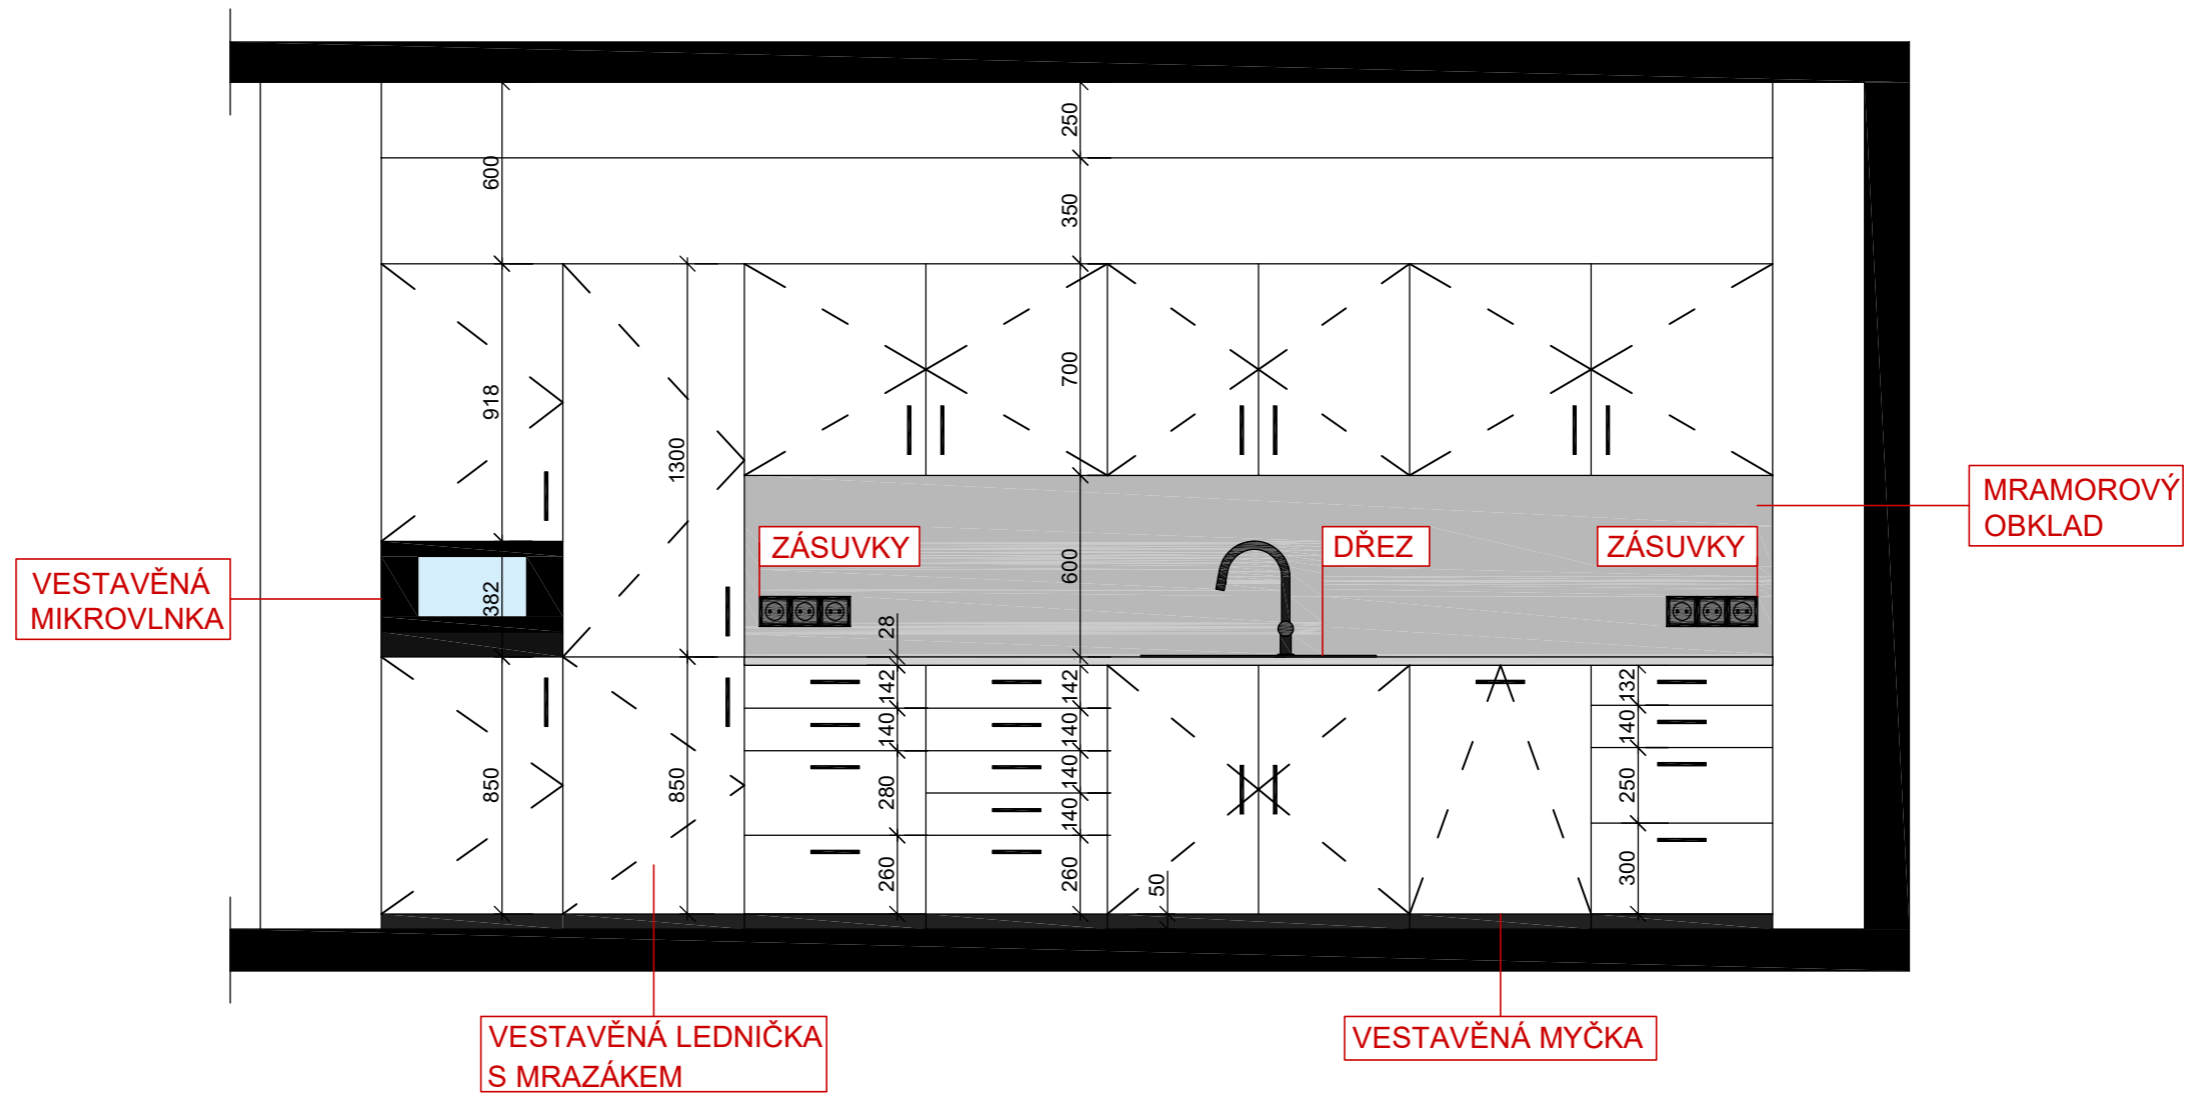 250
600
350
918
700
1300
MRAMOROVÝ
OBKLAD
ZÁSUVKY
DŘEZ
ZÁSUVKY
VESTAVĚNÁ
MIKROVLNKA
382
600
28
142
142
132
140
140
140
850
850
280
140
250
140
260
260
50
300
VESTAVĚNÁ LEDNIČKA
S MRAZÁKEM
VESTAVĚNÁ MYČKA